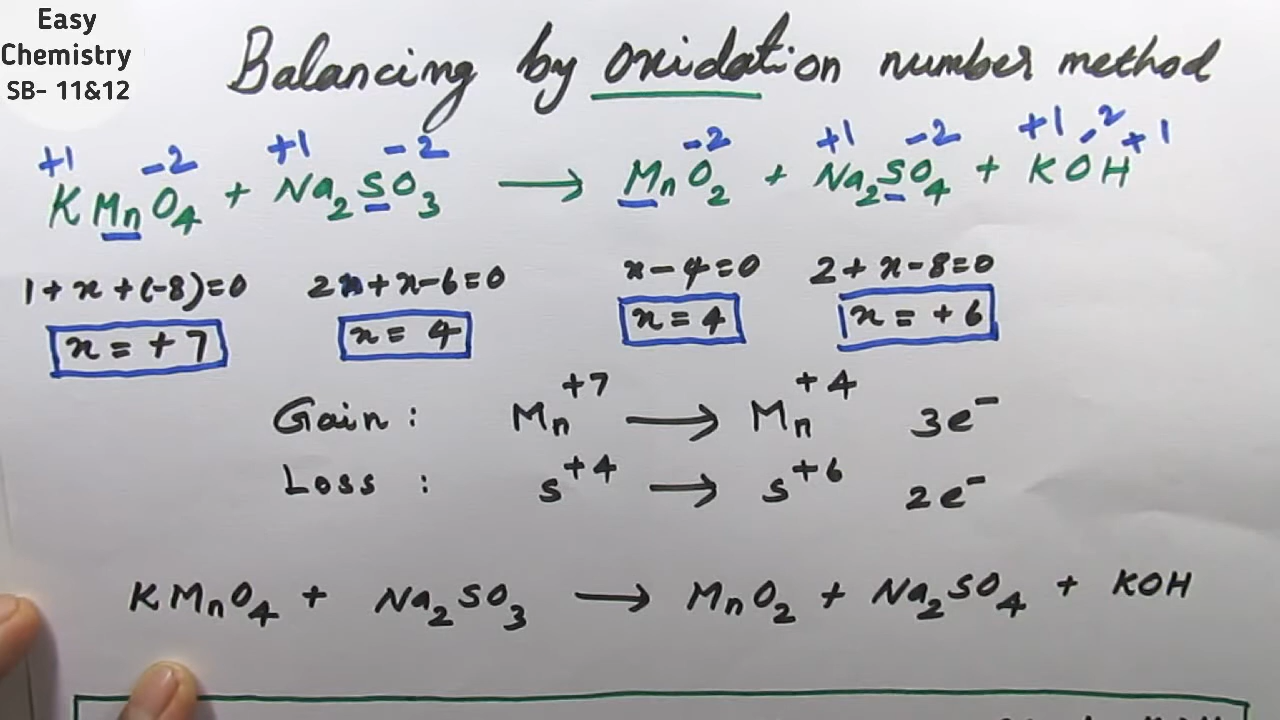 Easy
Chemistry
SB- 11&12
Balancing by oxidation number method
+1 -2 +1 -2 -2 +1 -2 +1 -2 +1
KMnO4 + Na2SO3 → MnO2 + Na2SO4 + KOH
1 + x + (-8) = 0 2x + x - 6 = 0 x - 4 = 0 2 + x - 8 = 0
x = +7 x = 4 x = 4 x = +6
Gain : Mn+7 → Mn+4 3e-
Loss : S+4 → S+6 2e-
KMnO4 + Na2SO3 → MnO2 + Na2SO4 + KOH